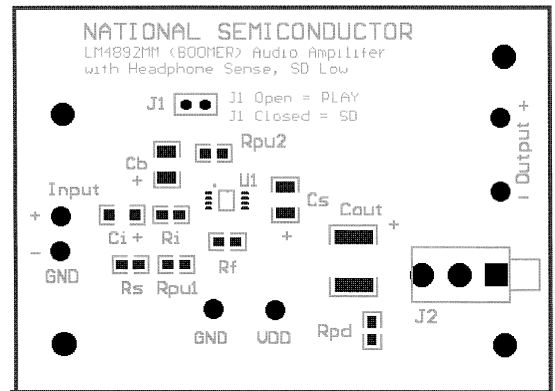 NATIONAL SEMICONDUCTOR
LM4892MM (BOOMER) Audio Ampilifer
with Headphone Sense, SD Low
J1
J1 Open = PLAY
J1 Closed = SD
Output +
–
Rpu2
Cb
+
U1
Input
Cs
Cout
+
+
Ci +
Ri
+
–
GND
Rf
Rs
Rpu1
GND
VDD
Rpd
J2